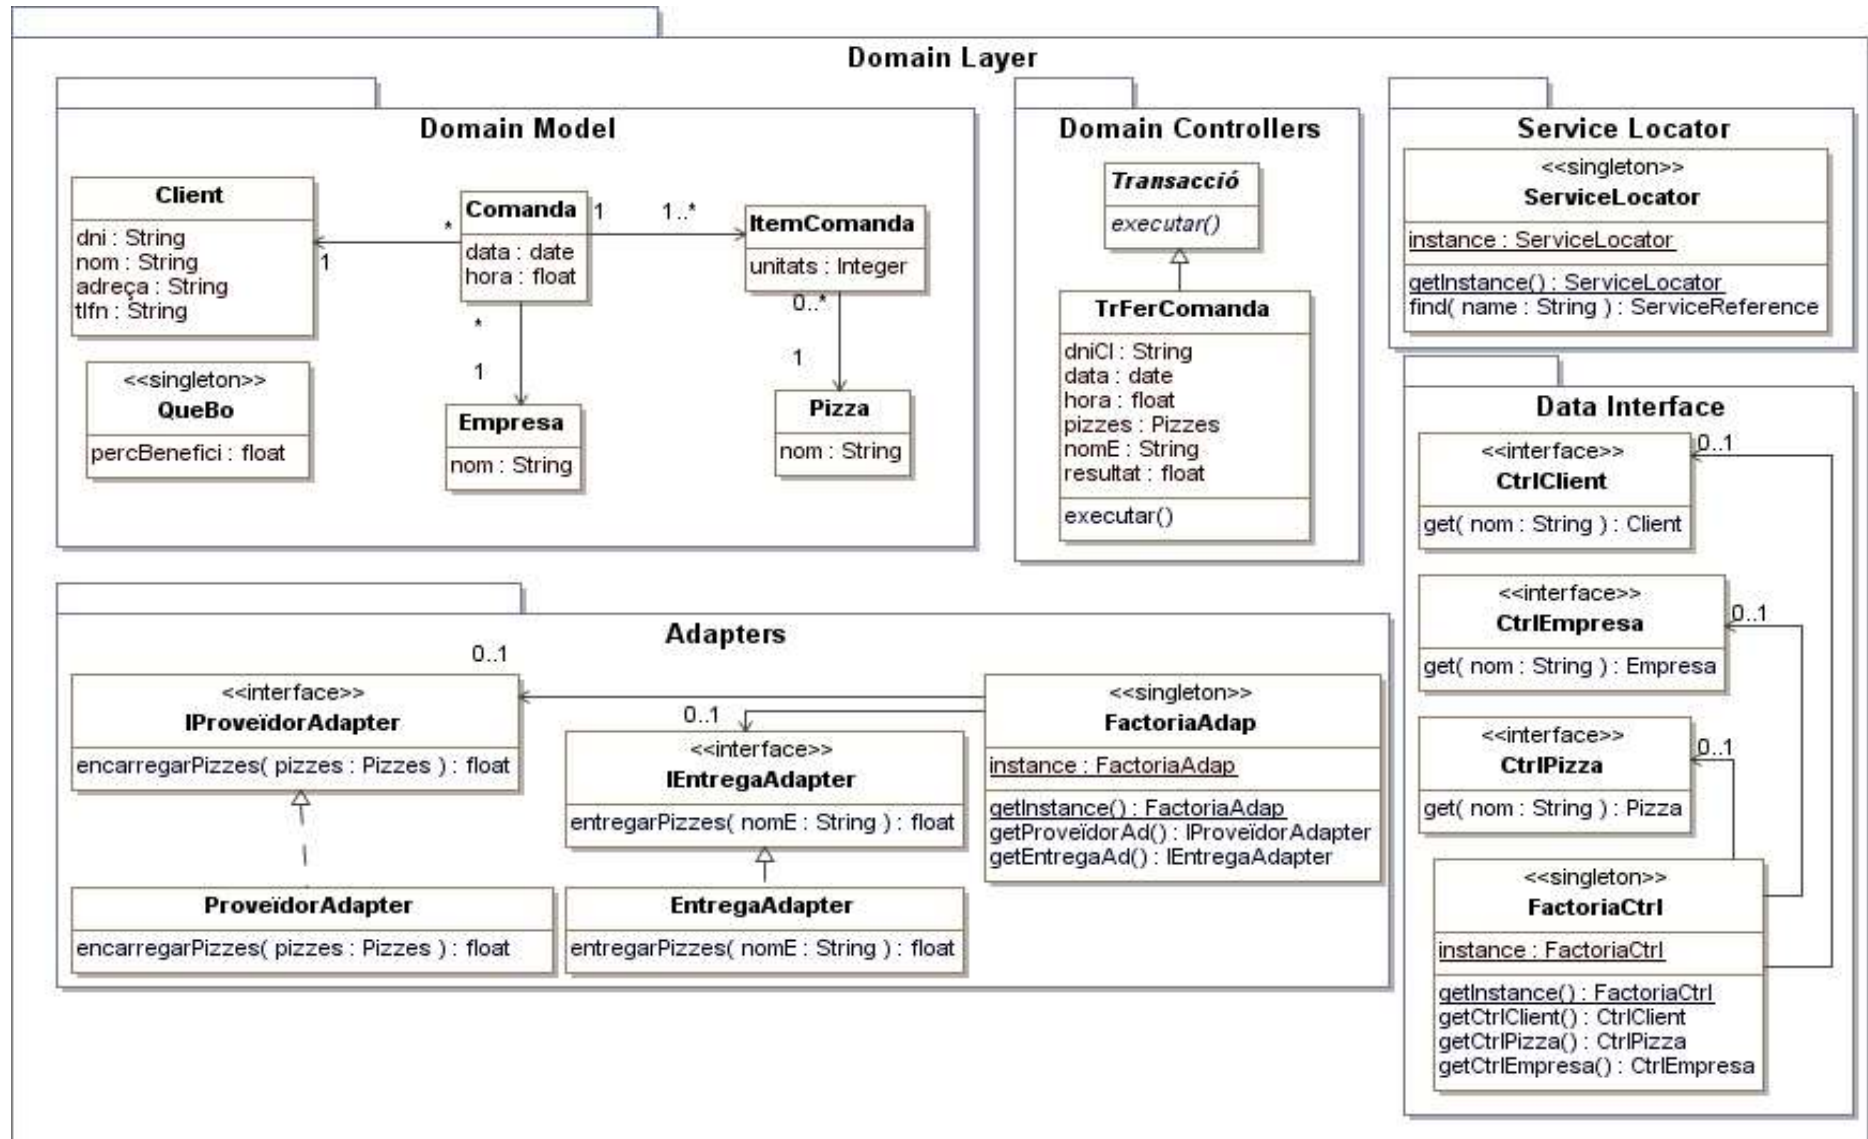 Domain Layer
Domain Model
Client
dni : String
nom : String
adreça : String
tlfn : String
*
1
Comanda
data : date
hora : float
1
1..*
ItemComanda
unitats : Integer
*
1
0..*
1
<<singleton>>
QueBo
percBenefici : float
Empresa
nom : String
Pizza
nom : String
Domain Controllers
Transacció
executar()
TrFerComanda
dniCl : String
data : date
hora : float
pizzes : Pizzes
nomE : String
resultat : float
executar()
Service Locator
<<singleton>>
ServiceLocator
instance : ServiceLocator
getInstance() : ServiceLocator
find( name : String ) : ServiceReference
Data Interface
<<interface>>
CtrlClient
get( nom : String ) : Client
0..1
<<interface>>
CtrlEmpresa
get( nom : String ) : Empresa
0..1
<<interface>>
CtrlPizza
get( nom : String ) : Pizza
0..1
<<singleton>>
FactoriaCtrl
instance : FactoriaCtrl
getInstance() : FactoriaCtrl
getCtrlClient() : CtrlClient
getCtrlPizza() : CtrlPizza
getCtrlEmpresa() : CtrlEmpresa
Adapters
0..1
<<interface>>
IProveïdorAdapter
encarregarPizzes( pizzes : Pizzes ) : float
0..1
<<interface>>
IEntregaAdapter
entregarPizzes( nomE : String ) : float
<<singleton>>
FactoriaAdap
instance : FactoriaAdap
getInstance() : FactoriaAdap
getProveïdorAd() : IProveïdorAdapter
getEntregaAd() : IEntregaAdapter
ProveïdorAdapter
encarregarPizzes( pizzes : Pizzes ) : float
EntregaAdapter
entregarPizzes( nomE : String ) : float